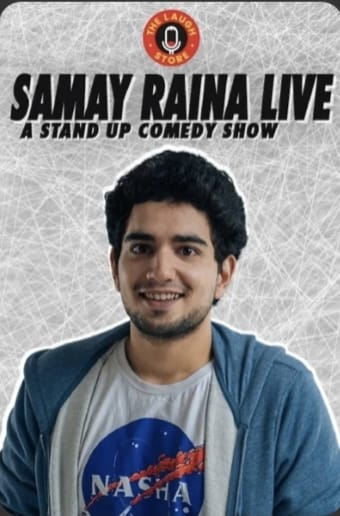 THE LAUGH
STORE
SAMAY RAINA LIVE
A STAND UP COMEDY SHOW
NASHA